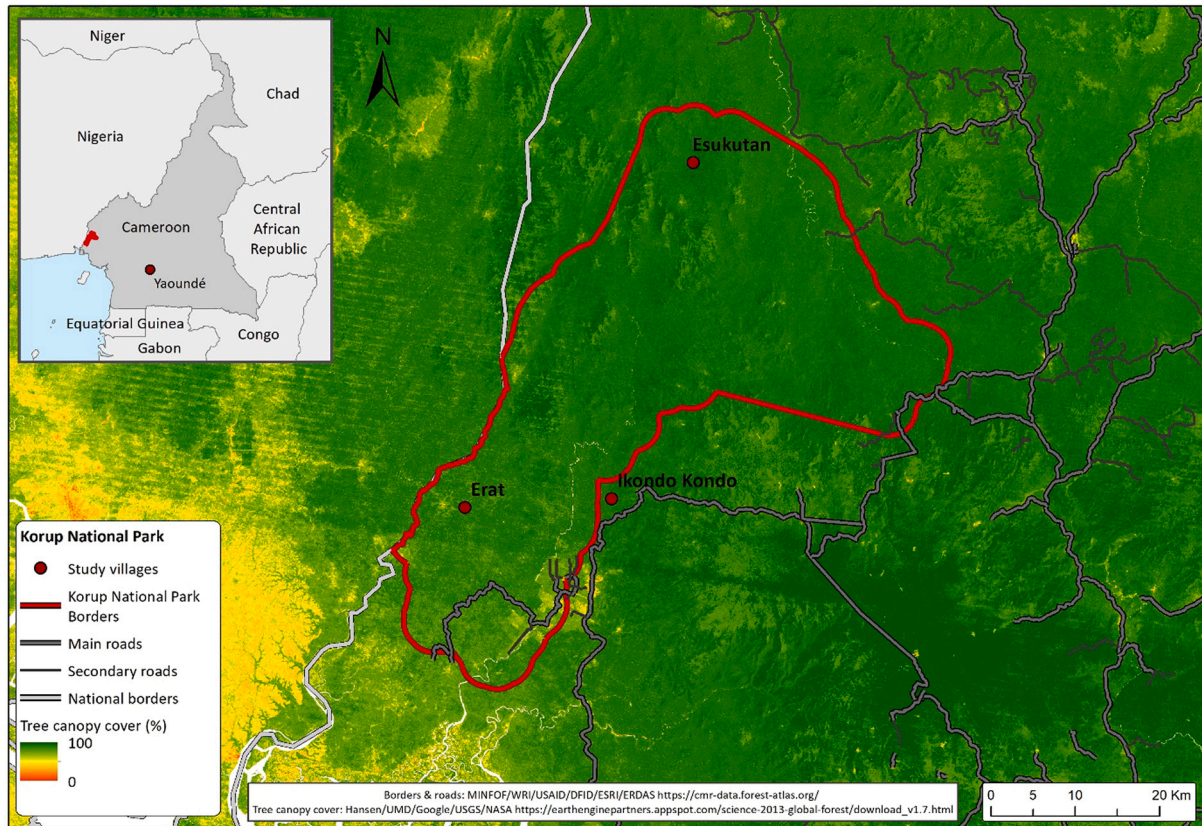 Niger
Chad
Nigeria
Cameroon
Central
African
Republic
Yaoundé
Equatorial Guinea
Gabon
Congo
N
Esukutan
Erat
Ikondo Kondo
Korup National Park
Study villages
Korup National Park
Borders
Main roads
Secondary roads
National borders
Tree canopy cover (%)
100
0
Borders & roads: MINFOF/WRI/USAID/DFID/ESRI/ERDAS https://cmr-data.forest-atlas.org/
Tree canopy cover: Hansen/UMD/Google/USGS/NASA https://earthenginepartners.appspot.com/science-2013-global-forest/download_v1.7.html
0 5 10 20 Km